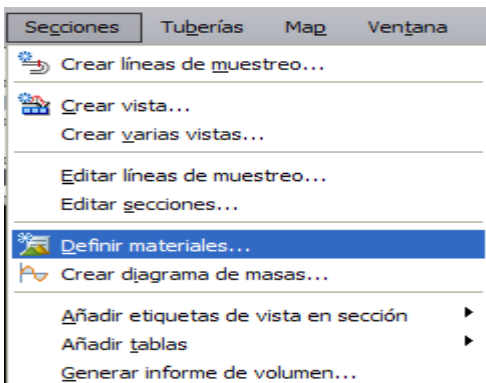 Secciones Tuberías Map Ventana
Crear líneas de muestreo...
Crear vista...
Crear varias vistas...
Editar líneas de muestreo...
Editar secciones...
Definir materiales...
Crear diagrama de masas...
Añadir etiquetas de vista en sección
Añadir tablas
Generar informe de volumen...